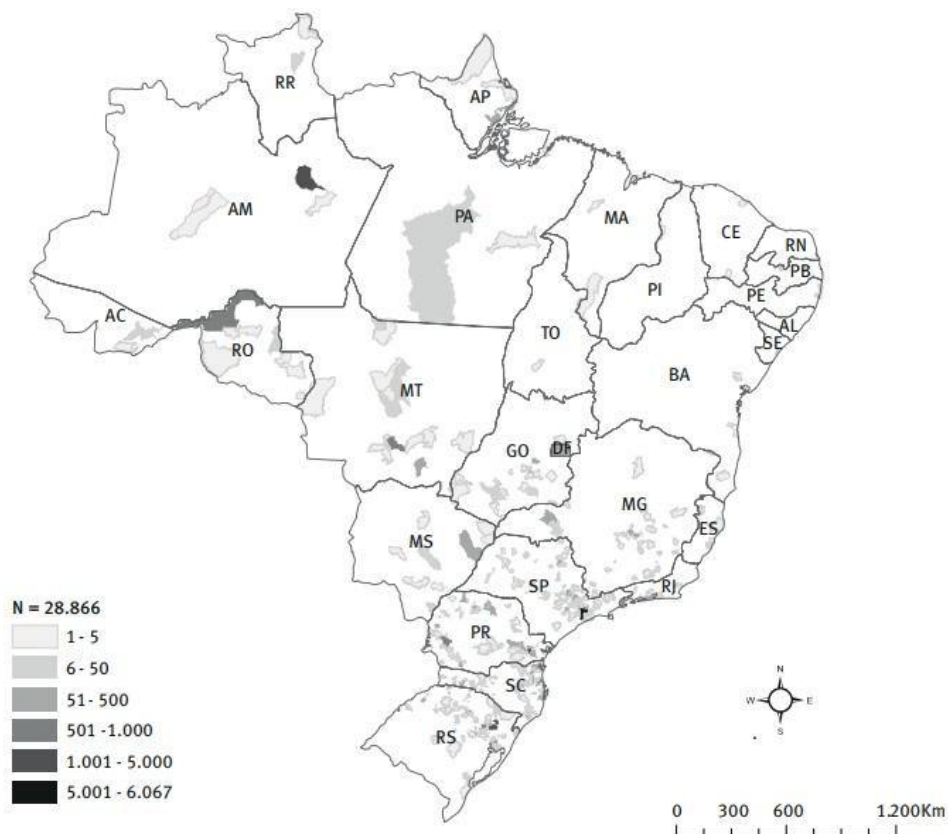 RR
AP
AM
PA
MA
CE
RN
PB
PE
PI
AC
AL
SE
TO
RO
BA
MT
GO
DF
MG
ES
MS
SP
RJ
PR
SC
RS
N = 28.866
1 - 5
6 - 50
51 - 500
501 -1.000
1.001 - 5.000
5.001 - 6.067
N
W E
S
0 300 600 1.200Km